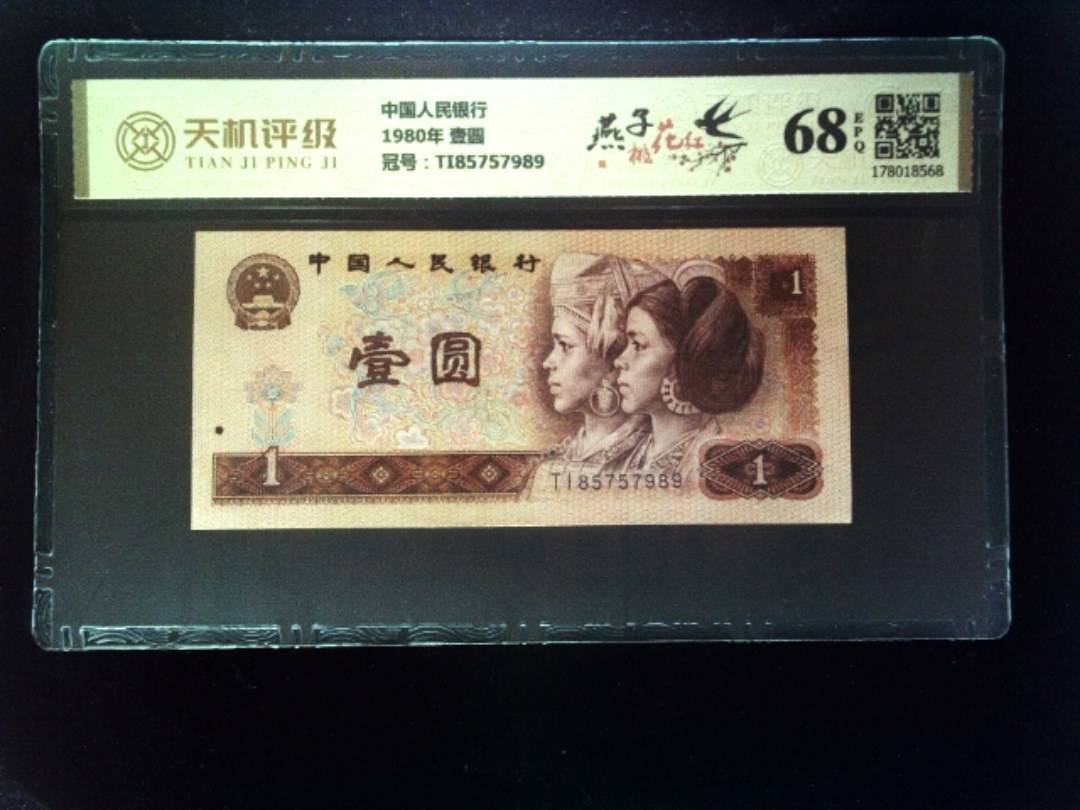 天机评级
TIAN JI PING JI
中国人民银行
1980年 壹圆
冠号：TI85757989
燕子
桃花红
68
EPQ
178018568
中国人民银行
1
壹圆
1
TI85757989
1